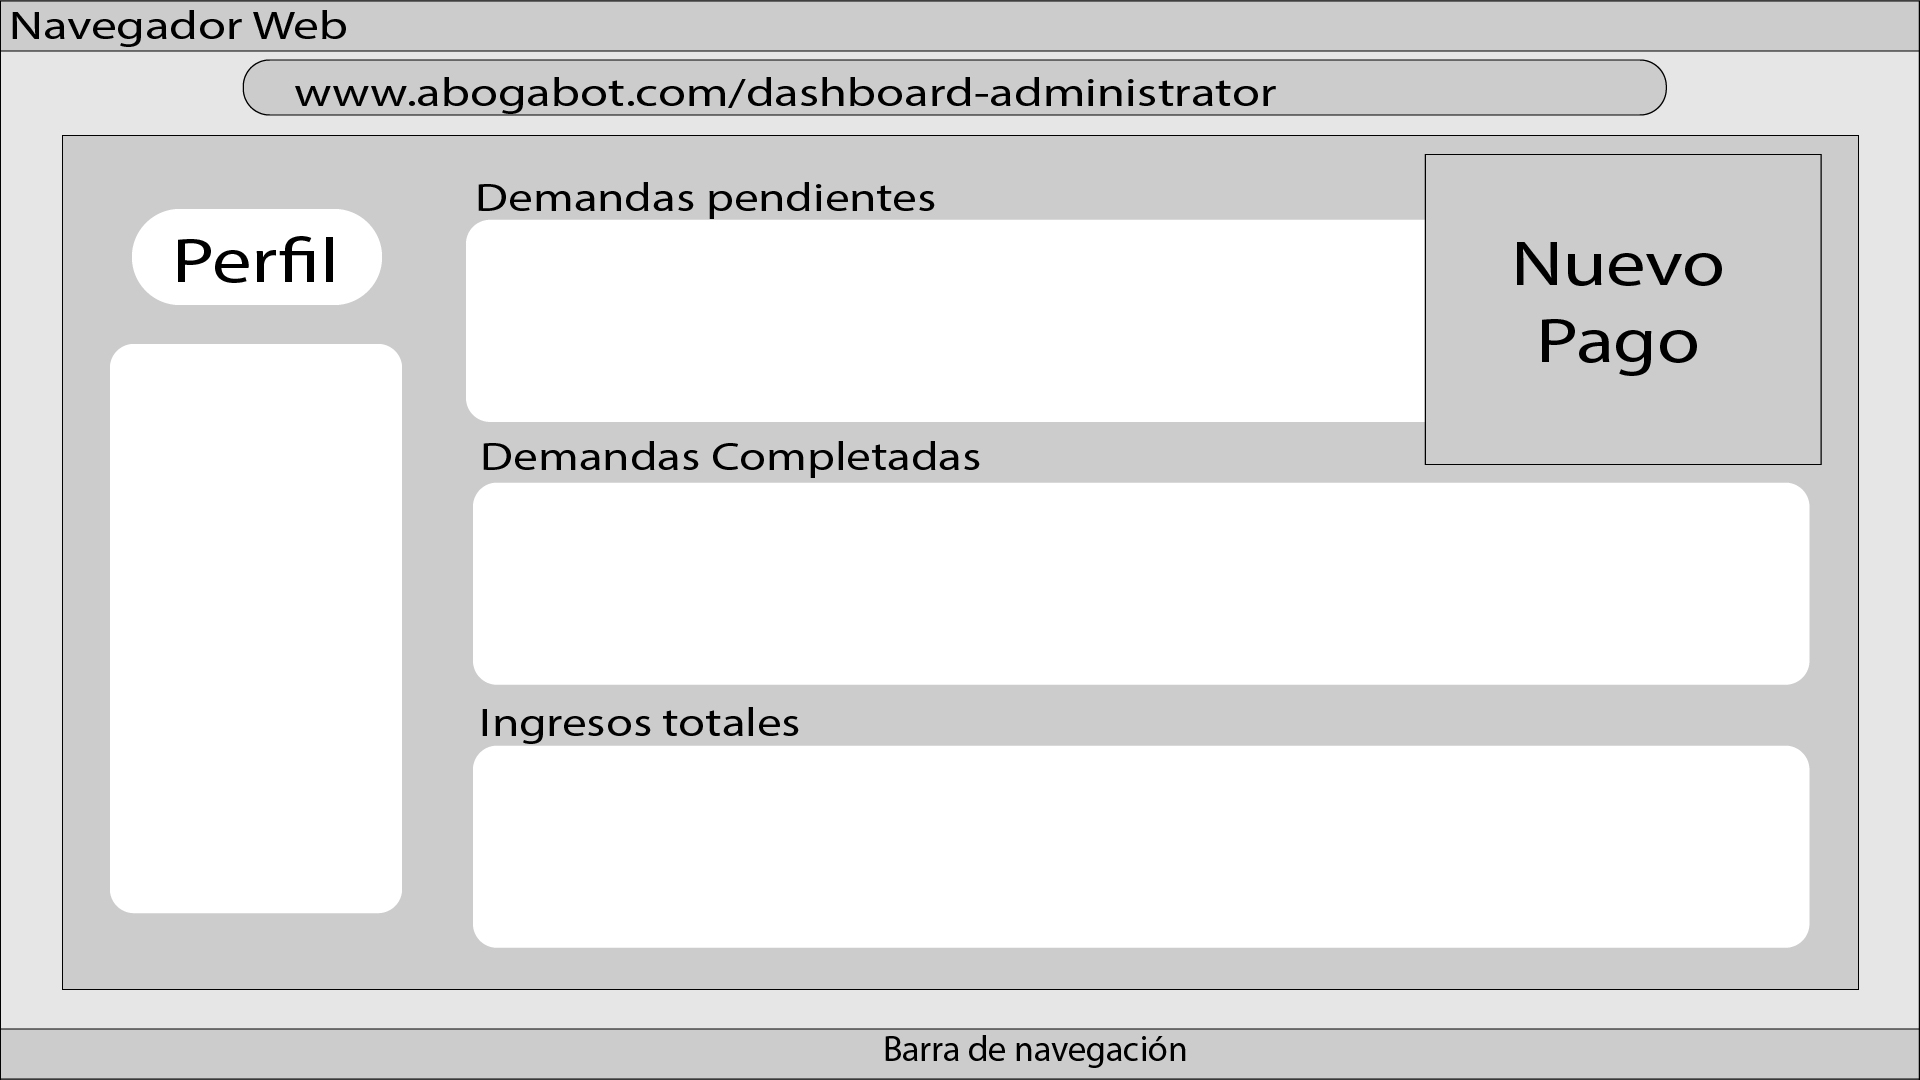 Navegador Web
www.abogabot.com/dashboard-administrator
Perfil
Demandas pendientes
Nuevo
Pago
Demandas Completadas
Ingresos totales
Barra de navegación